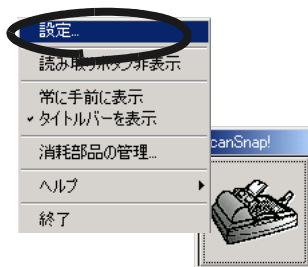 設定...
読み取りボタン非表示
常に手前に表示
タイトルバーを表示
消耗部品の管理...
ヘルプ
終了
canSnap!